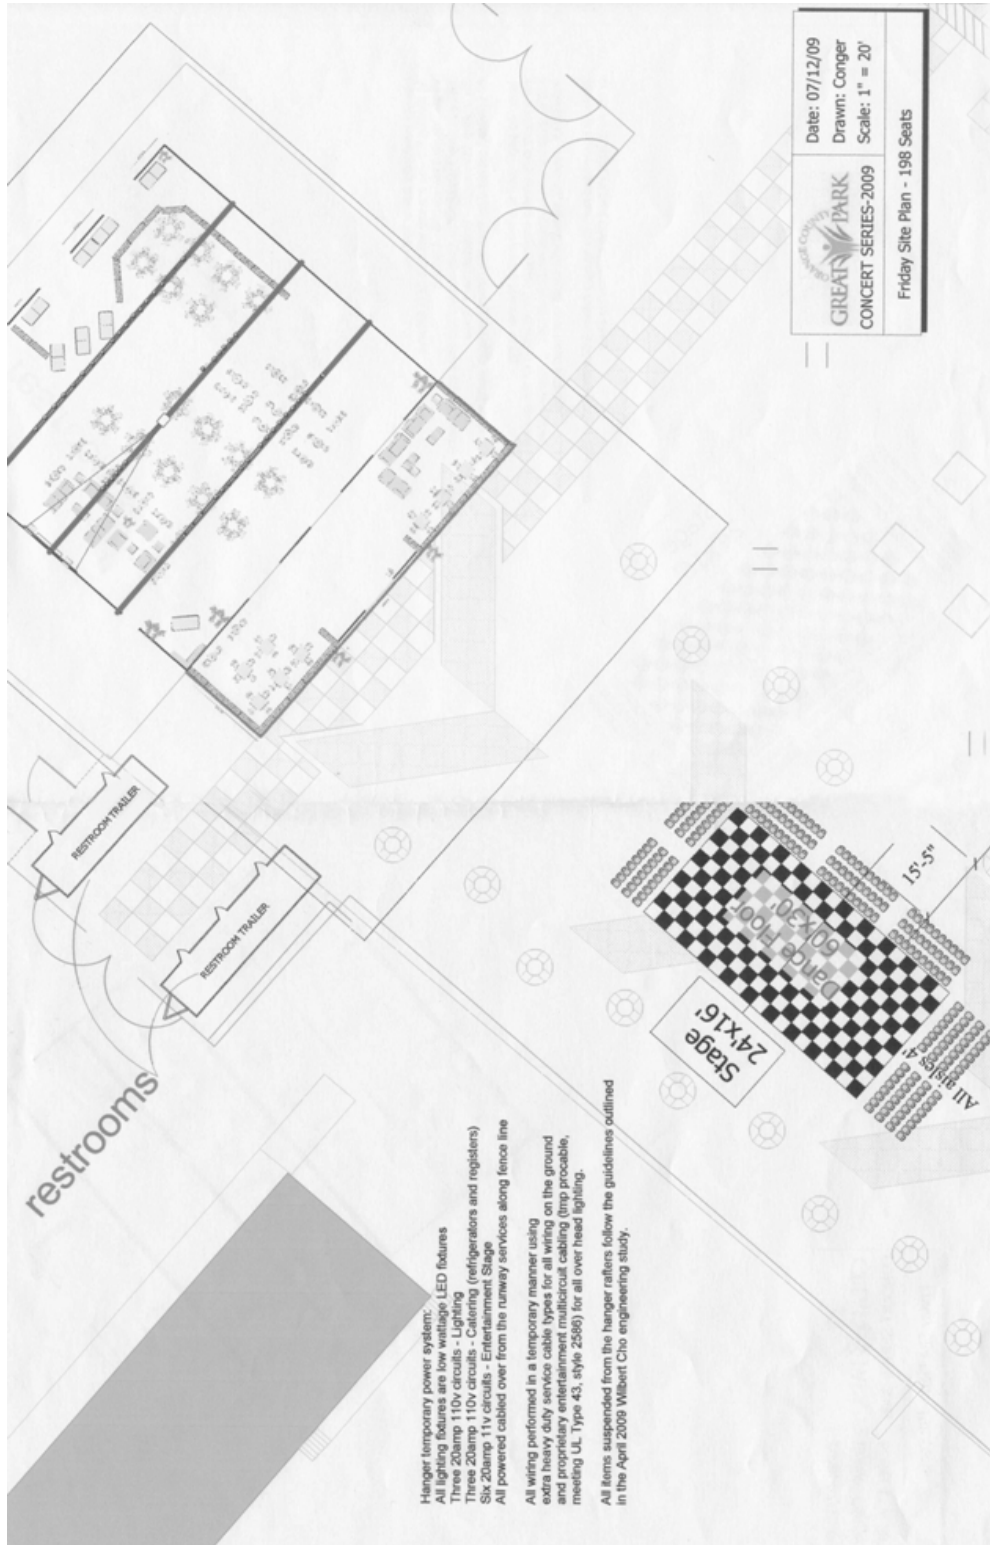 Date: 07/12/09
Drawn: Conger
Scale: 1" = 20'
ORANGE COUNTY
GREAT PARK
CONCERT SERIES-2009
Friday Site Plan - 198 Seats
RESTROOM TRAILER
RESTROOM TRAILER
restrooms
15'-5"
Dance Floor
60'x30'
Stage
24'x16'
All aisles 4'
Hanger temporary power system:
All lighting fixtures are low wattage LED fixtures
Three 20amp 110v circuits - Lighting
Three 20amp 110v circuits - Catering (refrigerators and registers)
Six 20amp 11v circuits - Entertainment Stage
All powered cabled over from the runway services along fence line
All wiring performed in a temporary manner using
extra heavy duty service cable types for all wiring on the ground
and proprietary entertainment multicircuit cabling (tmp procable,
meeting UL Type 43, style 2586) for all over head lighting.
All items suspended from the hanger rafters follow the guidelines outlined
in the April 2009 Wilbert Cho engineering study.